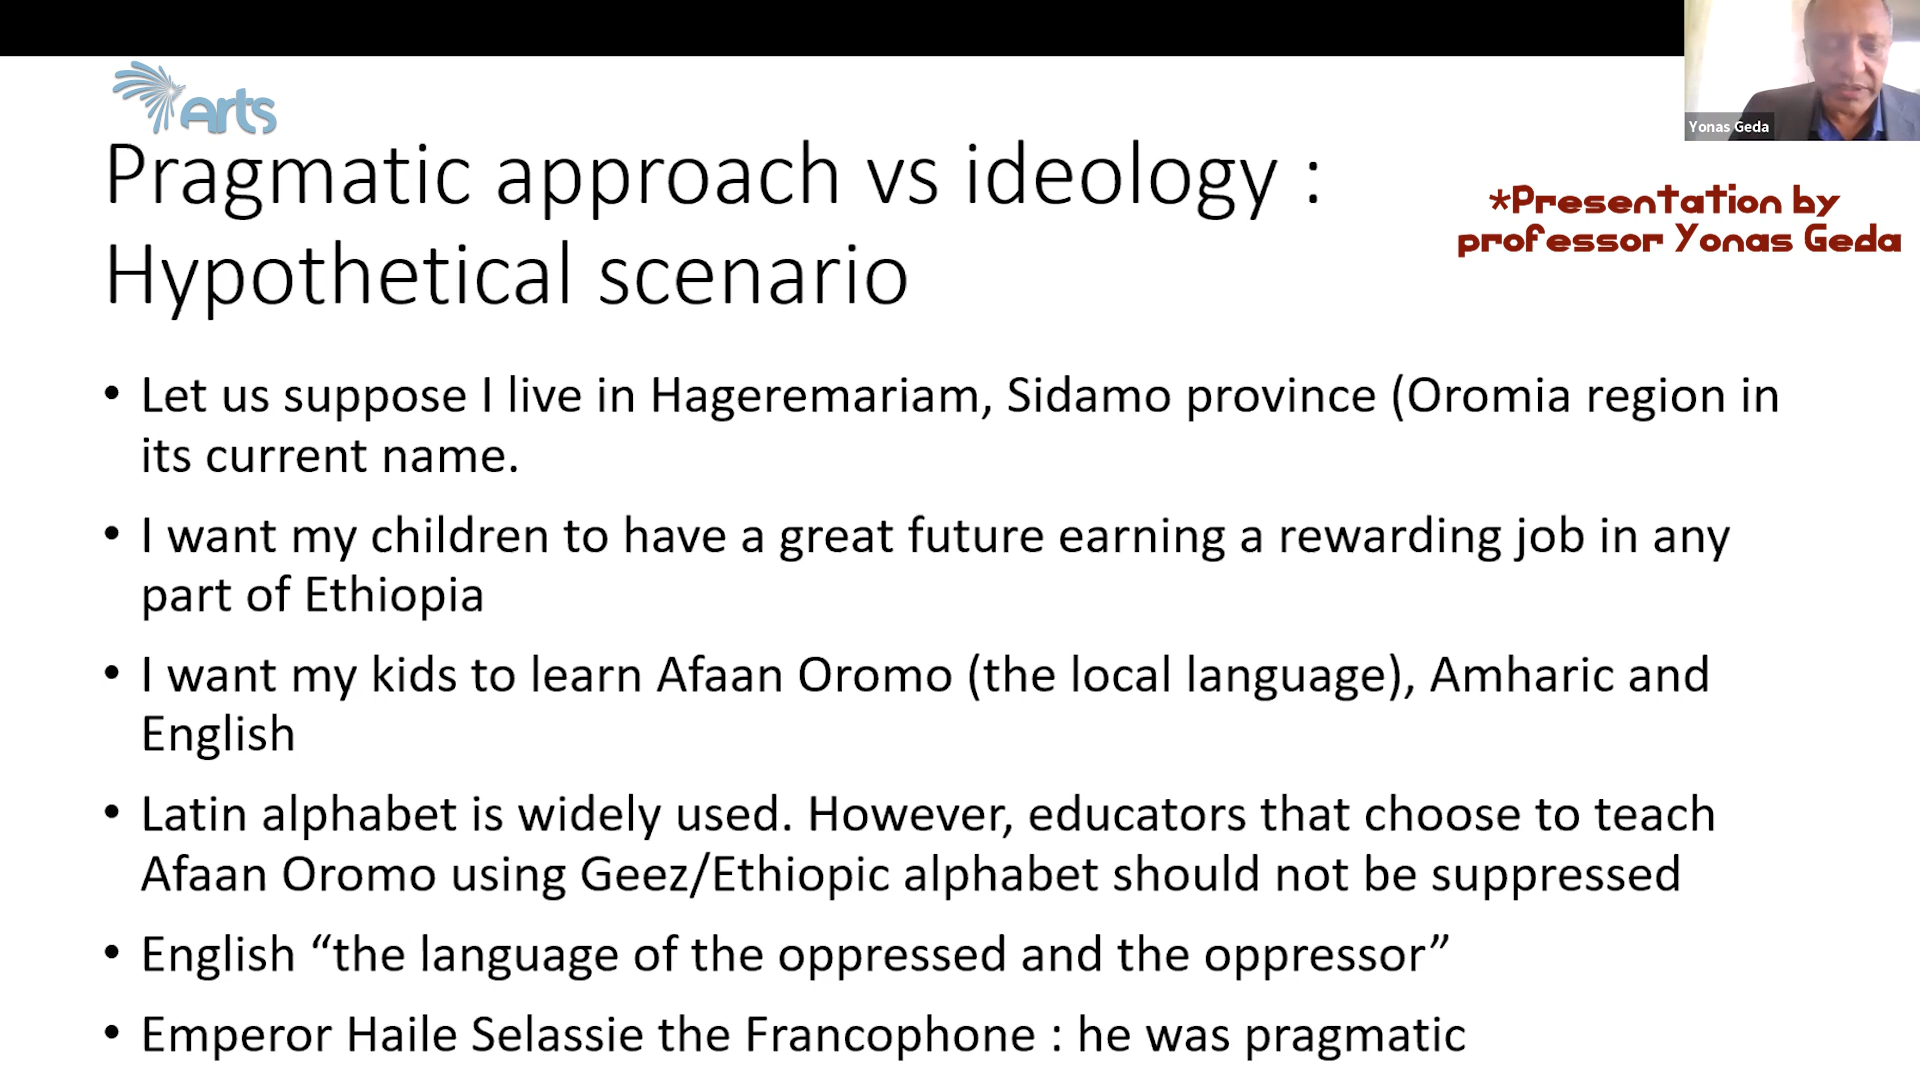 arts
Yonas Geda
*Presentation by
professor Yonas Geda
Pragmatic approach vs ideology :
Hypothetical scenario
• Let us suppose I live in Hageremariam, Sidamo province (Oromia region in
its current name.
• I want my children to have a great future earning a rewarding job in any
part of Ethiopia
• I want my kids to learn Afaan Oromo (the local language), Amharic and
English
• Latin alphabet is widely used. However, educators that choose to teach
Afaan Oromo using Geez/Ethiopic alphabet should not be suppressed
• English “the language of the oppressed and the oppressor”
• Emperor Haile Selassie the Francophone : he was pragmatic